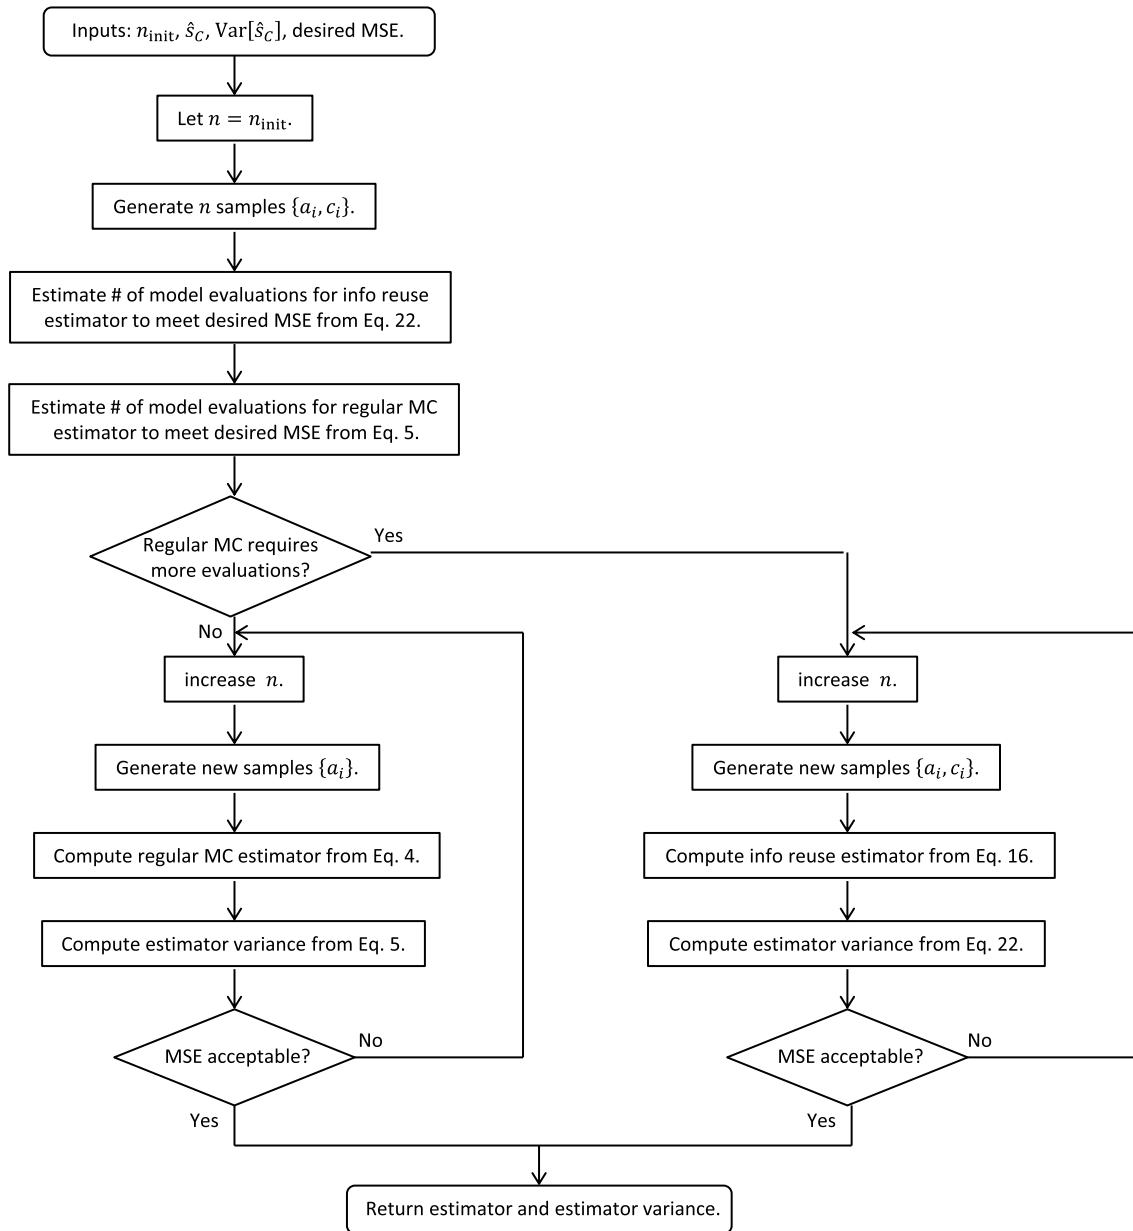 Inputs: n_init, ŝ_C, Var[ŝ_C], desired MSE.
Let n = n_init.
Generate n samples {a_i, c_i}.
Estimate # of model evaluations for info reuse
estimator to meet desired MSE from Eq. 22.
Estimate # of model evaluations for regular MC
estimator to meet desired MSE from Eq. 5.
Regular MC requires
more evaluations?
Yes
No
increase n.
Generate new samples {a_i}.
Compute regular MC estimator from Eq. 4.
Compute estimator variance from Eq. 5.
MSE acceptable?
No
Yes
increase n.
Generate new samples {a_i, c_i}.
Compute info reuse estimator from Eq. 16.
Compute estimator variance from Eq. 22.
MSE acceptable?
No
Yes
Return estimator and estimator variance.